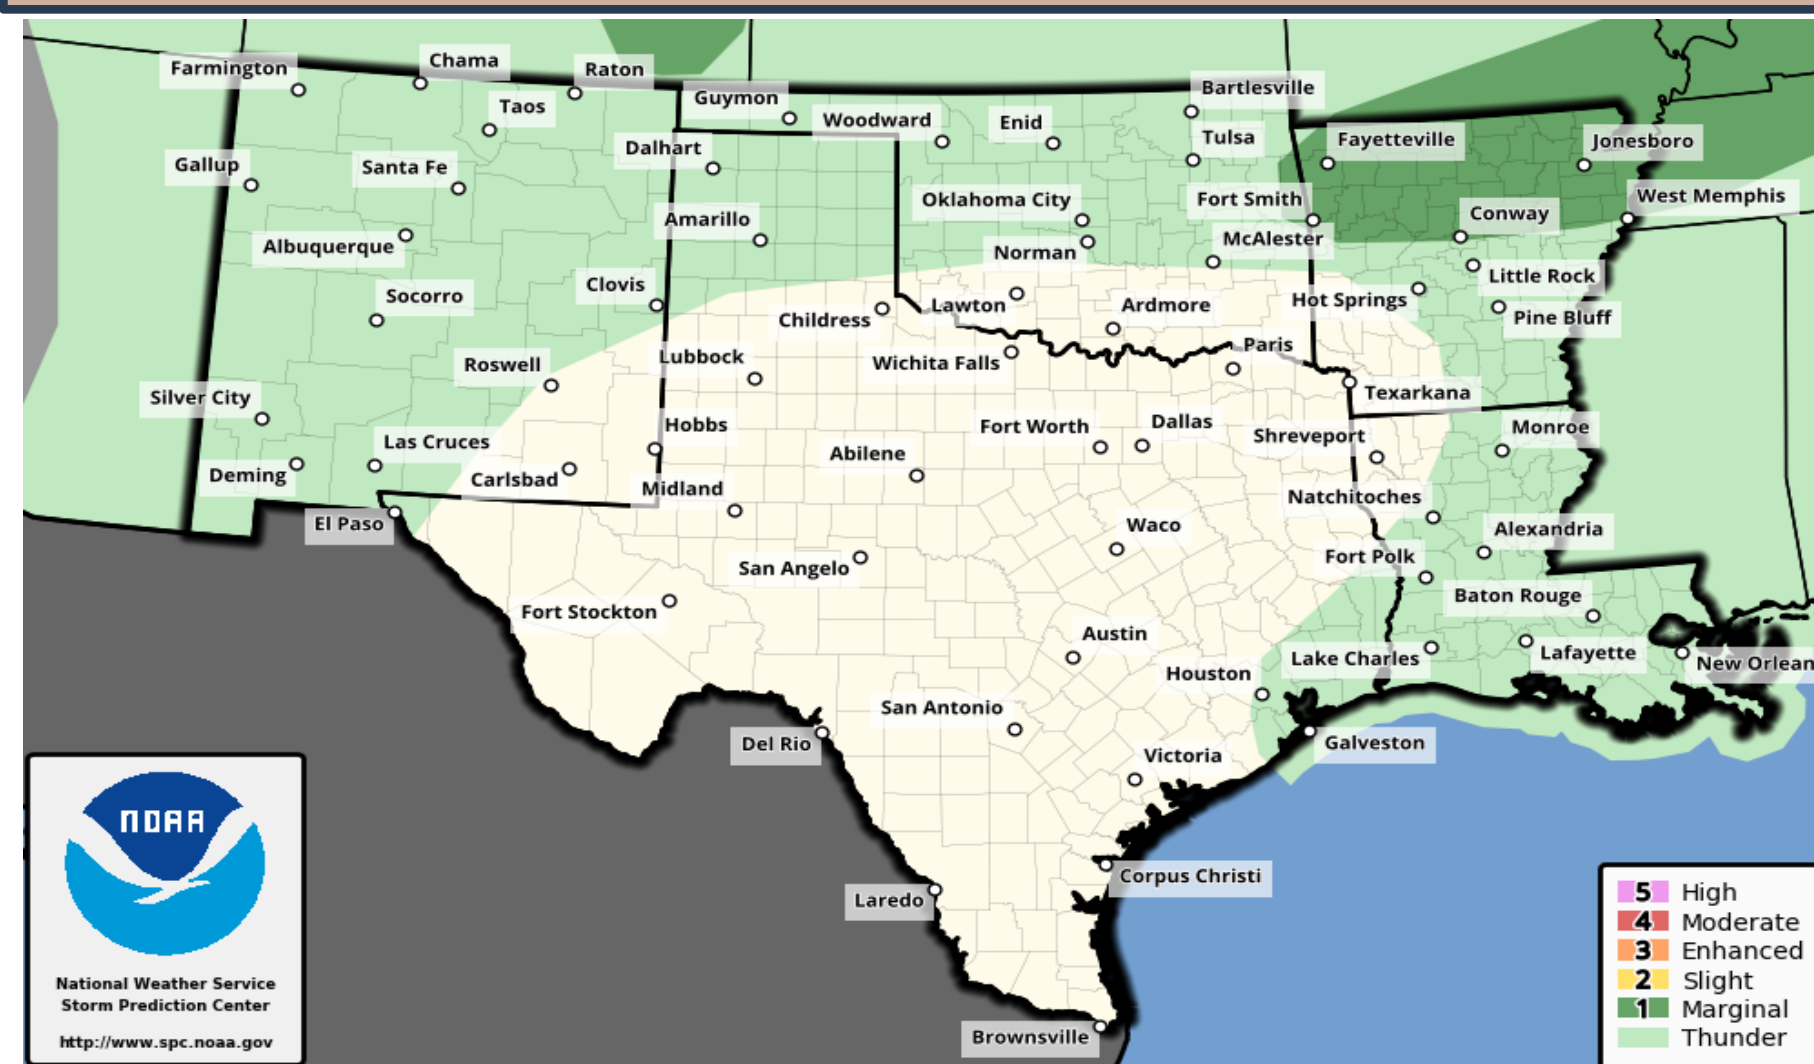 Farmington
Chama
Raton
Taos
Guymon
Woodward
Enid
Bartlesville
Tulsa
Fayetteville
Jonesboro
Gallup
Santa Fe
Dalhart
Oklahoma City
Fort Smith
Conway
West Memphis
Albuquerque
Amarillo
Norman
McAlester
Little Rock
Socorro
Clovis
Childress
Lawton
Ardmore
Hot Springs
Pine Bluff
Roswell
Lubbock
Wichita Falls
Paris
Texarkana
Silver City
Las Cruces
Hobbs
Fort Worth
Dallas
Shreveport
Monroe
Deming
Carlsbad
Midland
Abilene
Natchitoches
El Paso
Waco
Alexandria
San Angelo
Fort Polk
Fort Stockton
Baton Rouge
Austin
Houston
Lake Charles
Lafayette
New Orlean
San Antonio
Del Rio
Victoria
Galveston
Laredo
Corpus Christi
Brownsville
NOAA
National Weather Service
Storm Prediction Center
http://www.spc.noaa.gov
5 High
4 Moderate
3 Enhanced
2 Slight
1 Marginal
Thunder